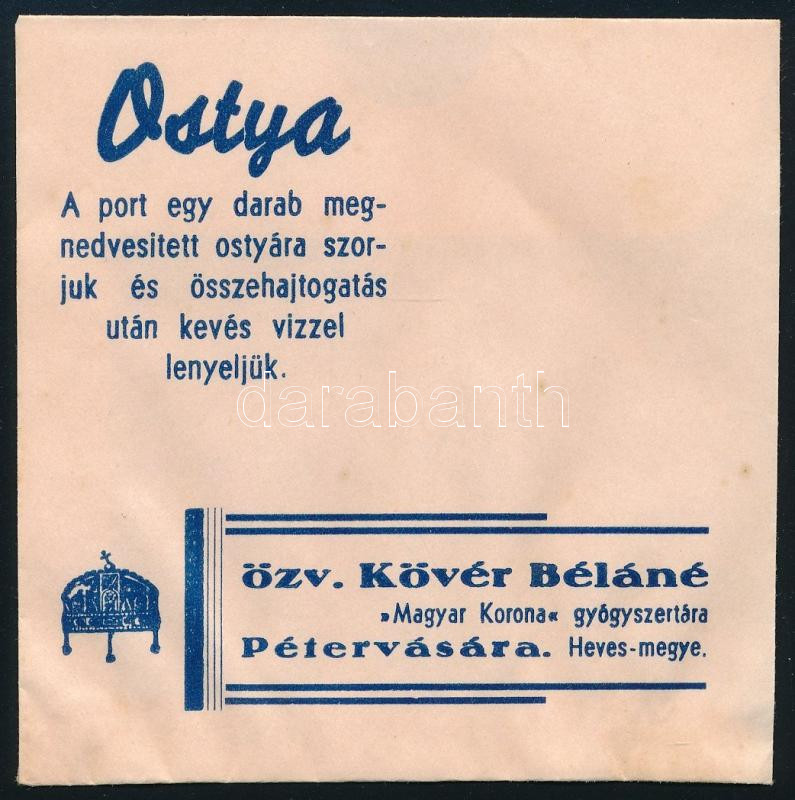 Ostya
A port egy darab meg-
nedvesitett ostyára szor-
juk és összehajtogatás
után kevés vizzel
lenyeljük.
darabanth
özv. Kövér Béláné
»Magyar Korona« gyógyszertára
Pétervására. Heves-megye.